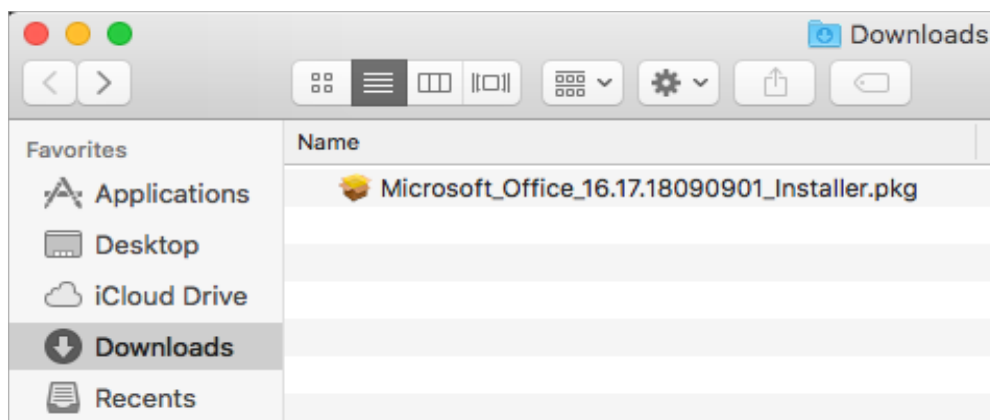 Downloads
Favorites
Name
Applications
Microsoft_Office_16.17.18090901_Installer.pkg
Desktop
iCloud Drive
Downloads
Recents